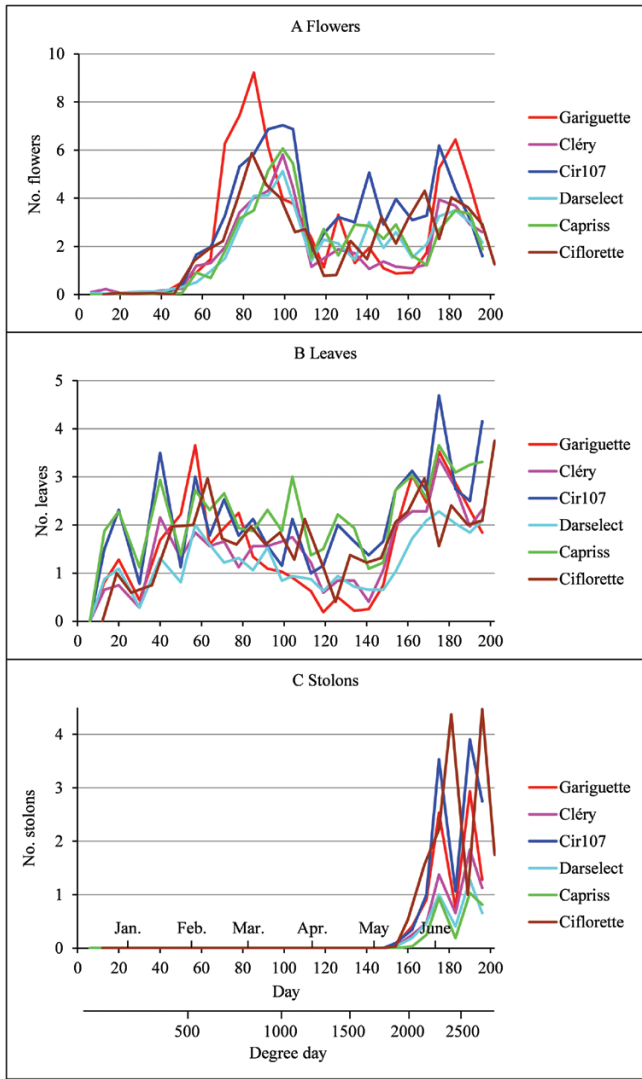 A Flowers
No. flowers
10
8
6
4
2
0
0 20 40 60 80 100 120 140 160 180 200
Gariguette
Cléry
Cir107
Darselect
Capriss
Ciflorette
B Leaves
No. leaves
5
4
3
2
1
0
0 20 40 60 80 100 120 140 160 180 200
Gariguette
Cléry
Cir107
Darselect
Capriss
Ciflorette
C Stolons
No. stolons
4
3
2
1
0
Jan. Feb. Mar. Apr. May June
0 20 40 60 80 100 120 140 160 180 200
Day
500 1000 1500 2000 2500
Degree day
Gariguette
Cléry
Cir107
Darselect
Capriss
Ciflorette